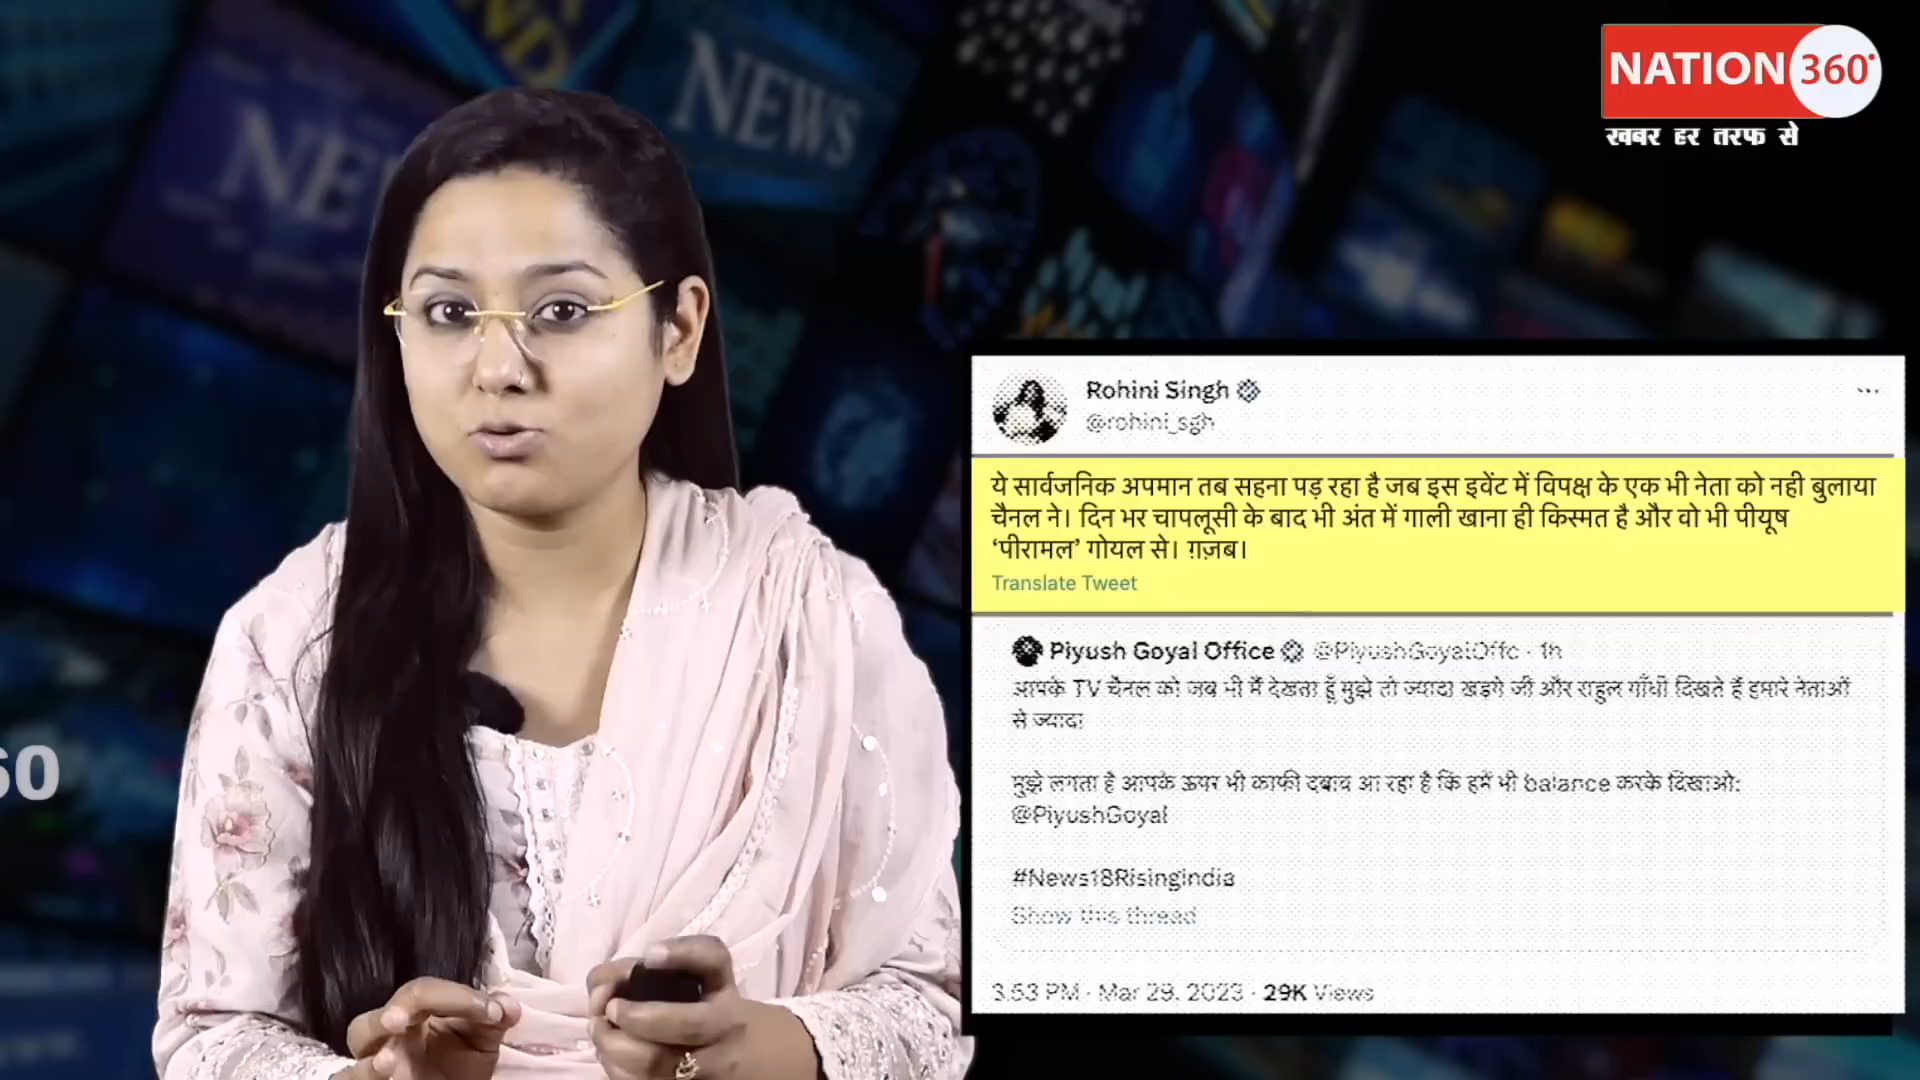 NEWS
NATION 360°
खबर हर तरफ से
Rohini Singh
@rohini_sgh
ये सार्वजनिक अपमान तब सहना पड़ रहा है जब इस इवेंट में विपक्ष के एक भी नेता को नही बुलाया
चैनल ने। दिन भर चापलूसी के बाद भी अंत में गाली खाना ही किस्मत है और वो भी पीयूष
‘पीरामल’ गोयल से। ग़ज़ब।
Translate Tweet
Piyush Goyal Office @PiyushGoyalOffc · 1h
आपके TV चैनल को जब भी मैं देखता हूँ मुझे तो ज्यादा खड़गे जी और राहुल गाँधी दिखते हैं हमारे नेताओं
से ज्यादा
मुझे लगता है आपके ऊपर भी काफी दबाव आ रहा है कि हमें भी balance करके दिखाओ:
@PiyushGoyal
#News18RisingIndia
Show this thread
3:53 PM · Mar 29, 2023 · 29K Views
60